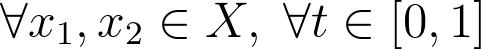 ∀x₁, x₂ ∈ X, ∀t ∈ [0, 1]